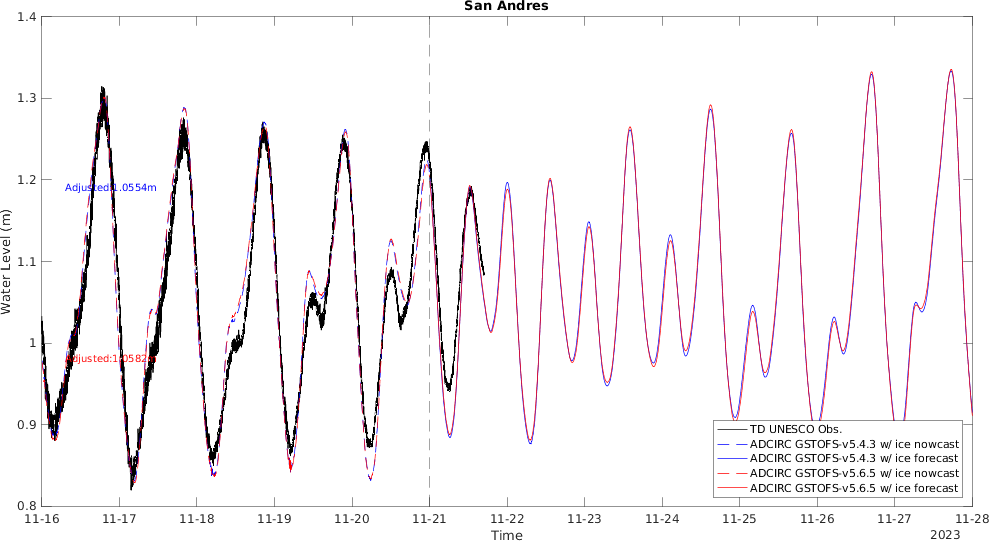 San Andres
Water Level (m)
1.4
1.3
1.2
1.1
1
0.9
0.8
Adjusted:1.0554m
Adjusted:1.0582m
TD UNESCO Obs.
ADCIRC GSTOFS-v5.4.3 w/ ice nowcast
ADCIRC GSTOFS-v5.4.3 w/ ice forecast
ADCIRC GSTOFS-v5.6.5 w/ ice nowcast
ADCIRC GSTOFS-v5.6.5 w/ ice forecast
11-16 11-17 11-18 11-19 11-20 11-21 11-22 11-23 11-24 11-25 11-26 11-27 11-28
Time
2023